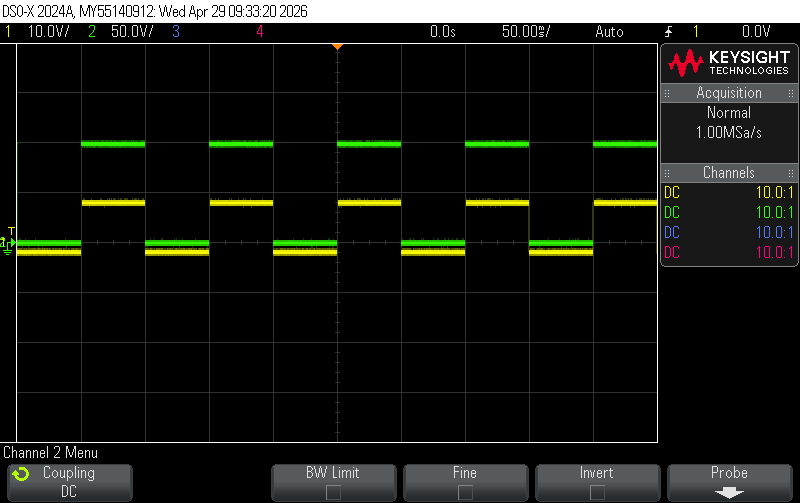 DSO-X 2024A, MY55140912: Wed Apr 29 09:33:20 2026
1 10.0V/ 2 50.0V/ 3 4 0.0s 50.00ms/ Auto 1 0.0V
KEYSIGHT
TECHNOLOGIES
Acquisition
Normal
1.00MSa/s
Channels
DC 10.0:1
DC 10.0:1
DC 10.0:1
DC 10.0:1
T
Channel 2 Menu
Coupling
DC
BW Limit
Fine
Invert
Probe